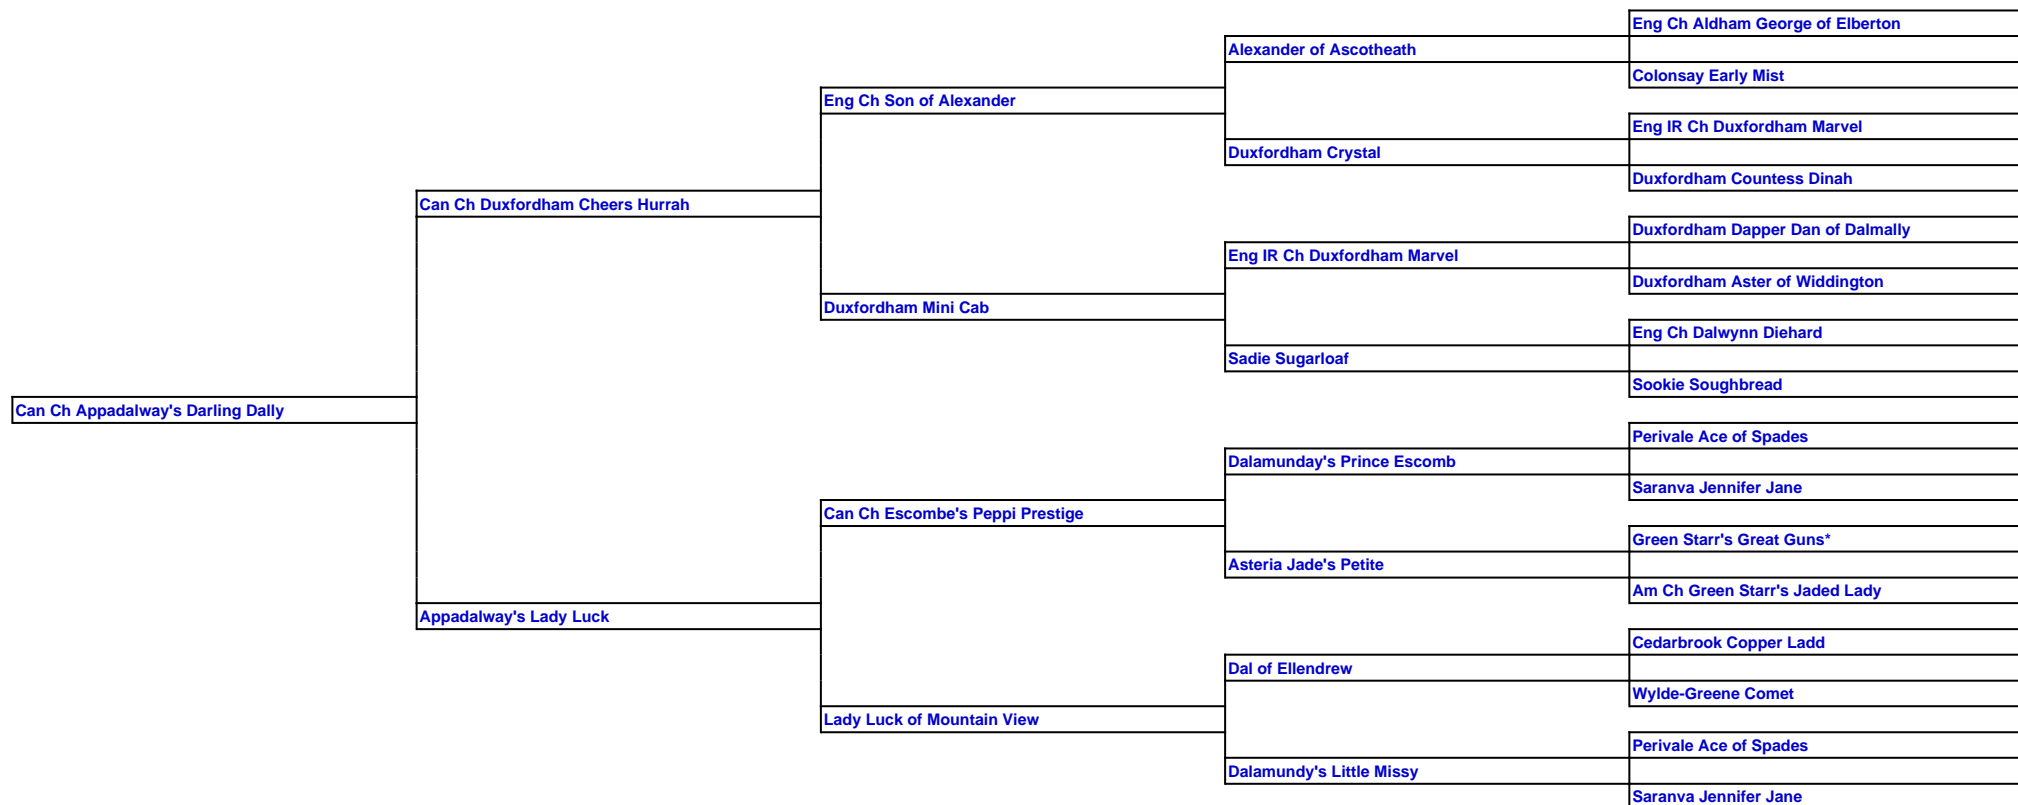 Eng Ch Aldham George of Elberton
Alexander of Ascotheath
Colonsay Early Mist
Eng Ch Son of Alexander
Eng IR Ch Duxfordham Marvel
Duxfordham Crystal
Duxfordham Countess Dinah
Can Ch Duxfordham Cheers Hurrah
Duxfordham Dapper Dan of Dalmally
Eng IR Ch Duxfordham Marvel
Duxfordham Aster of Widdington
Duxfordham Mini Cab
Eng Ch Dalwynn Diehard
Sadie Sugarloaf
Sookie Soughbread
Can Ch Appadalway's Darling Dally
Perivale Ace of Spades
Dalamunday's Prince Escomb
Saranva Jennifer Jane
Can Ch Escombe's Peppi Prestige
Green Starr's Great Guns*
Asteria Jade's Petite
Am Ch Green Starr's Jaded Lady
Appadalway's Lady Luck
Cedarbrook Copper Ladd
Dal of Ellendrew
Wylde-Greene Comet
Lady Luck of Mountain View
Perivale Ace of Spades
Dalamundy's Little Missy
Saranva Jennifer Jane